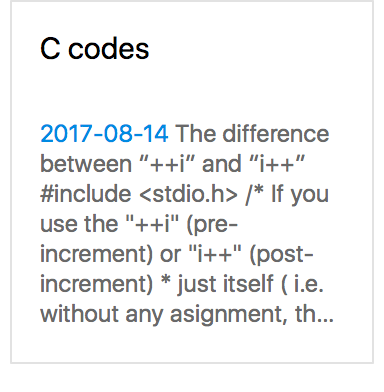 C codes
2017-08-14 The difference
between “++i” and “i++”
#include <stdio.h> /* If you
use the "++i" (pre-
increment) or "i++" (post-
increment) * just itself ( i.e.
without any asignment, th...